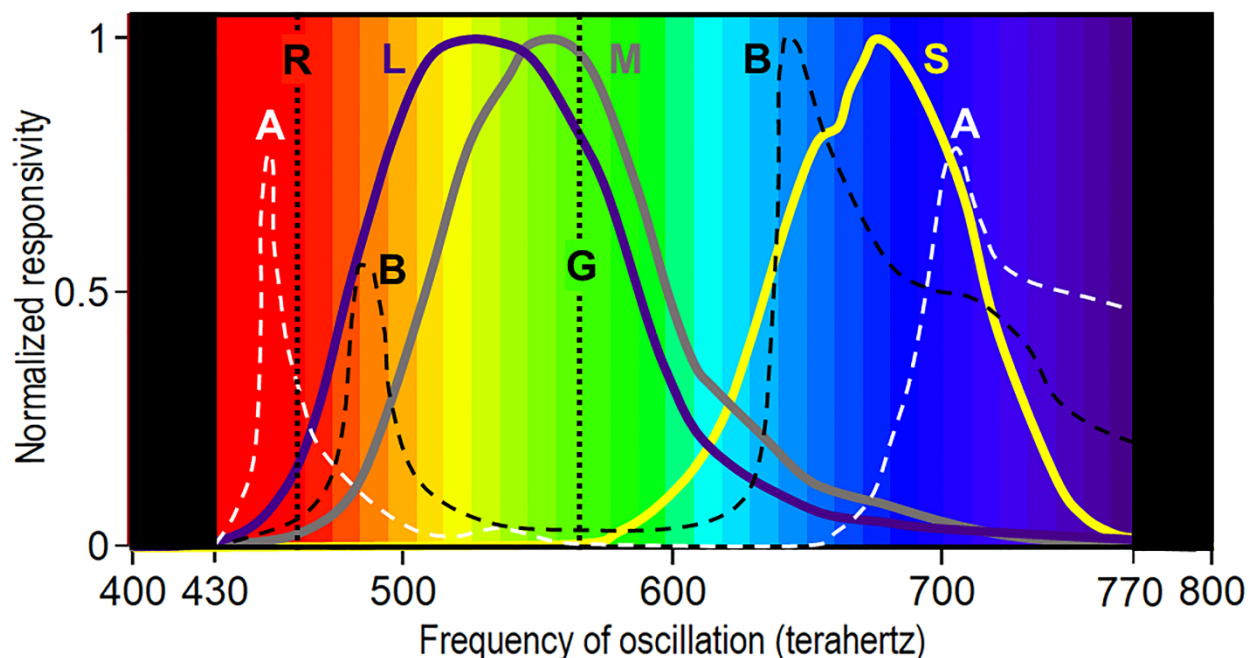 Normalized responsivity
1
0.5
0
R
L
M
B
S
A
A
B
G
400 430 500 600 700 770 800
Frequency of oscillation (terahertz)